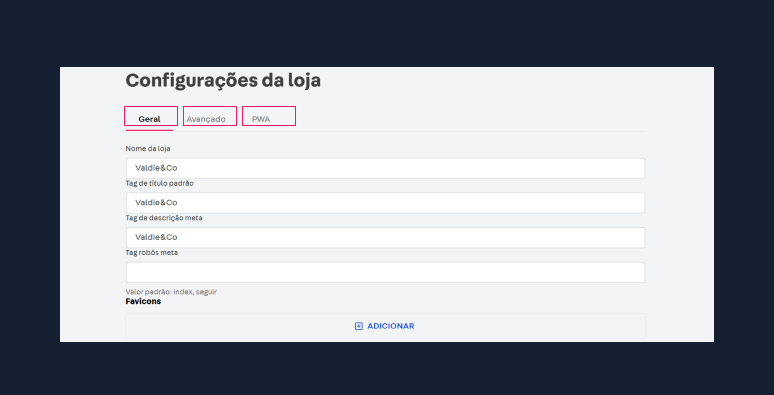 Configurações da loja
Geral Avançado PWA
Nome da loja
Valdie&Co
Tag de título padrão
Valdie&Co
Tag de descrição meta
Valdie&Co
Tag robôs meta
Valor padrão: index, seguir
Favicons
ADICIONAR